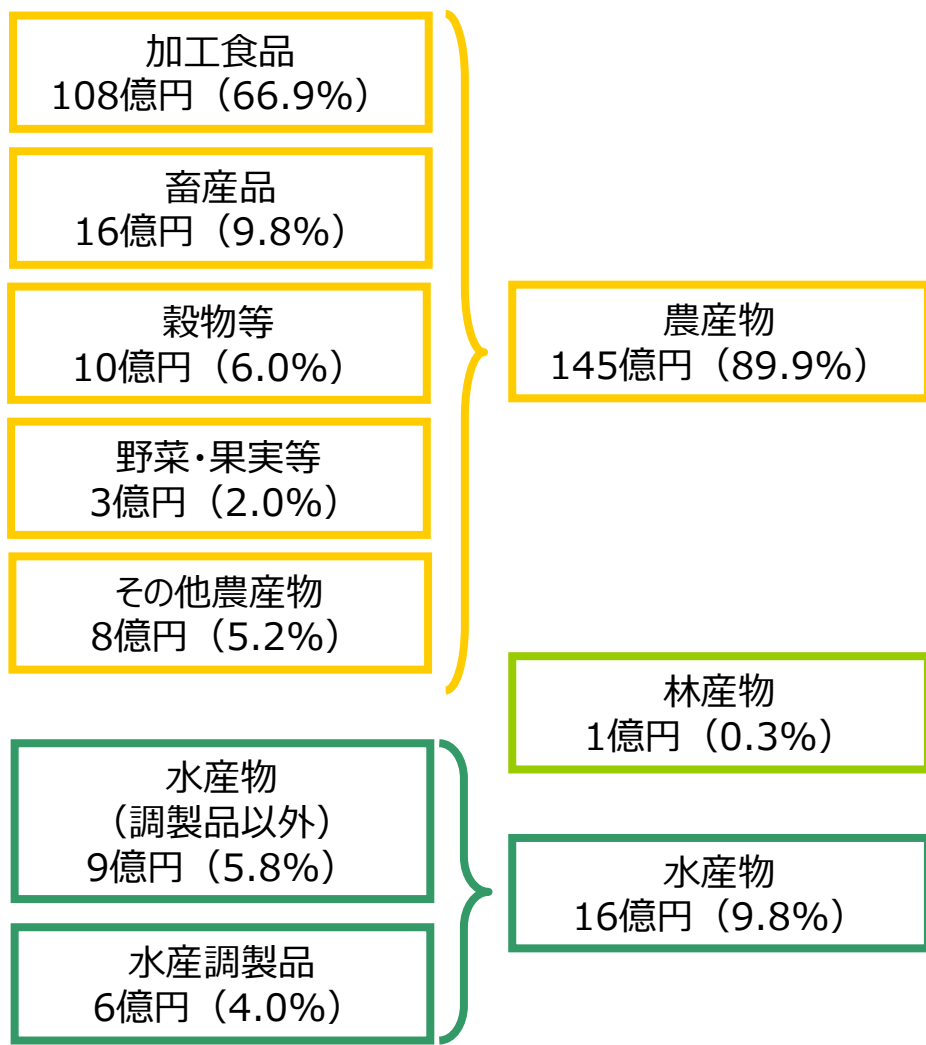 加工食品
108億円（66.9%）
畜産品
16億円（9.8%）
穀物等
10億円（6.0%）
野菜・果実等
3億円（2.0%）
その他農産物
8億円（5.2%）
農産物
145億円（89.9%）
林産物
1億円（0.3%）
水産物
（調製品以外）
9億円（5.8%）
水産調製品
6億円（4.0%）
水産物
16億円（9.8%）